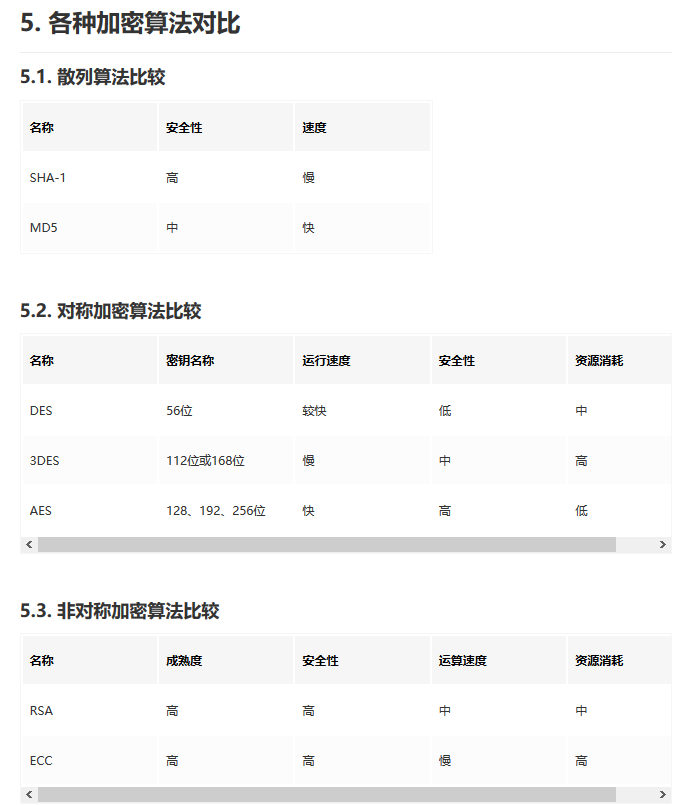 5. 各种加密算法对比
5.1. 散列算法比较
名称 安全性 速度
SHA-1 高 慢
MD5 中 快
5.2. 对称加密算法比较
名称 密钥名称 运行速度 安全性 资源消耗
DES 56位 较快 低 中
3DES 112位或168位 慢 中 高
AES 128、192、256位 快 高 低
5.3. 非对称加密算法比较
名称 成熟度 安全性 运算速度 资源消耗
RSA 高 高 中 中
ECC 高 高 慢 高